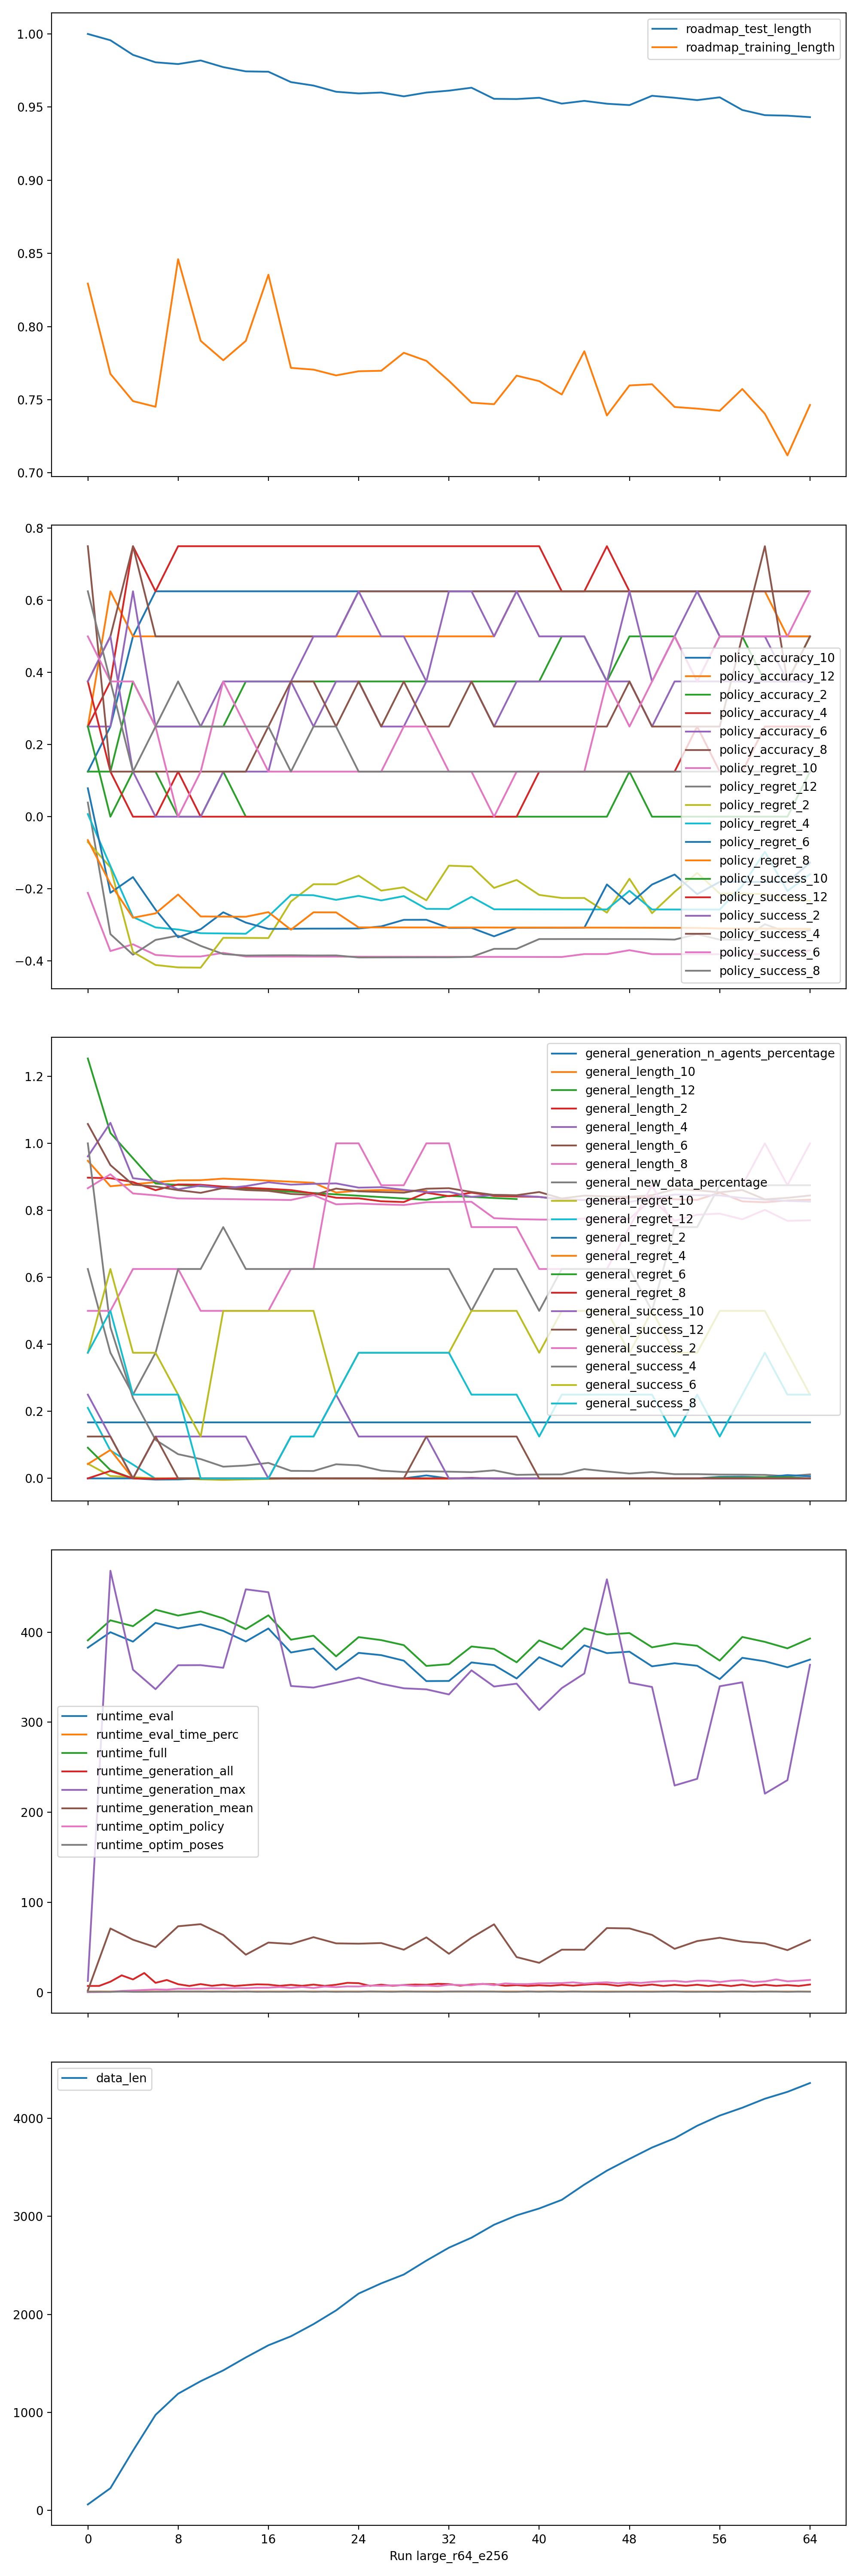 1.00
0.95
0.90
0.85
0.80
0.75
0.70
roadmap_test_length
roadmap_training_length
0.8
0.6
0.4
0.2
0.0
−0.2
−0.4
policy_accuracy_10
policy_accuracy_12
policy_accuracy_2
policy_accuracy_4
policy_accuracy_6
policy_accuracy_8
policy_regret_10
policy_regret_12
policy_regret_2
policy_regret_4
policy_regret_6
policy_regret_8
policy_success_10
policy_success_12
policy_success_2
policy_success_4
policy_success_6
policy_success_8
1.2
1.0
0.8
0.6
0.4
0.2
0.0
general_generation_n_agents_percentage
general_length_10
general_length_12
general_length_2
general_length_4
general_length_6
general_length_8
general_new_data_percentage
general_regret_10
general_regret_12
general_regret_2
general_regret_4
general_regret_6
general_regret_8
general_success_10
general_success_12
general_success_2
general_success_4
general_success_6
general_success_8
400
300
200
100
0
runtime_eval
runtime_eval_time_perc
runtime_full
runtime_generation_all
runtime_generation_max
runtime_generation_mean
runtime_optim_policy
runtime_optim_poses
4000
3000
2000
1000
0
data_len
0 8 16 24 32 40 48 56 64
Run large_r64_e256